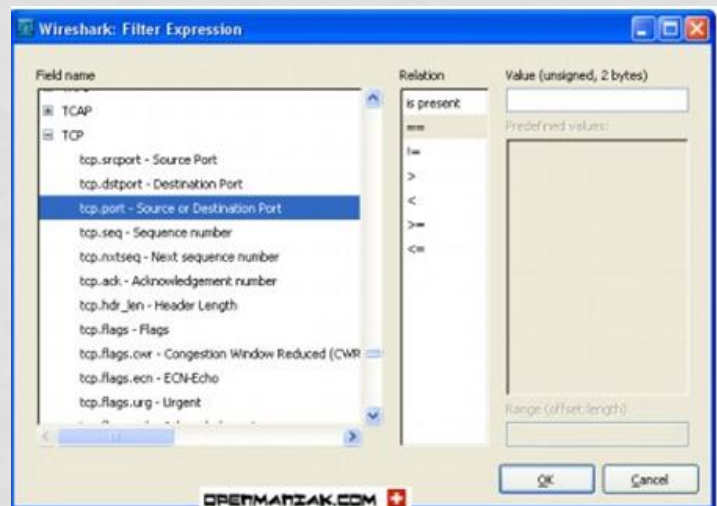 Wireshark: Filter Expression
Field name
TCAP
TCP
tcp.srcport - Source Port
tcp.dstport - Destination Port
tcp.port - Source or Destination Port
tcp.seq - Sequence number
tcp.nxtseq - Next sequence number
tcp.ack - Acknowledgement number
tcp.hdr_len - Header Length
tcp.flags - Flags
tcp.flags.cwr - Congestion Window Reduced (CWR
tcp.flags.ecn - ECN-Echo
tcp.flags.urg - Urgent
Relation
is present
==
!=
>
<
>=
<=
Value (unsigned, 2 bytes)
Predefined values:
Range (offset:length)
OK
Cancel
OPENMANIAK.COM